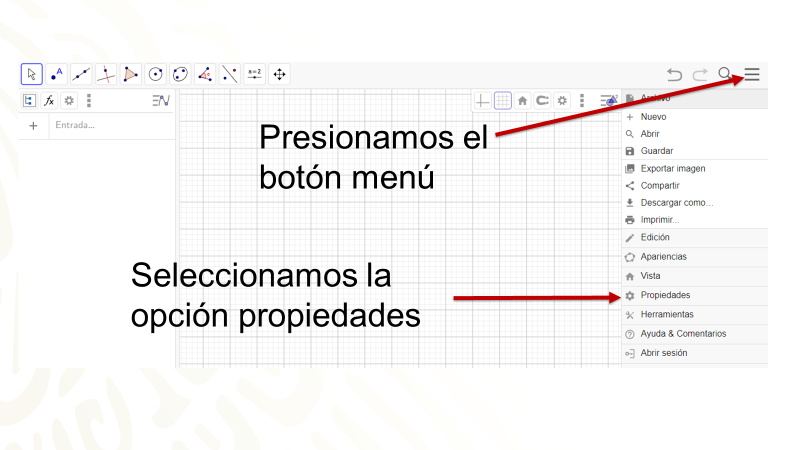 A
a=2
fx
Entrada...
Archivo
Nuevo
Abrir
Guardar
Exportar imagen
Compartir
Descargar como...
Imprimir...
Edición
Apariencias
Vista
Propiedades
Herramientas
Ayuda & Comentarios
Abrir sesión
Presionamos el
botón menú
Seleccionamos la
opción propiedades